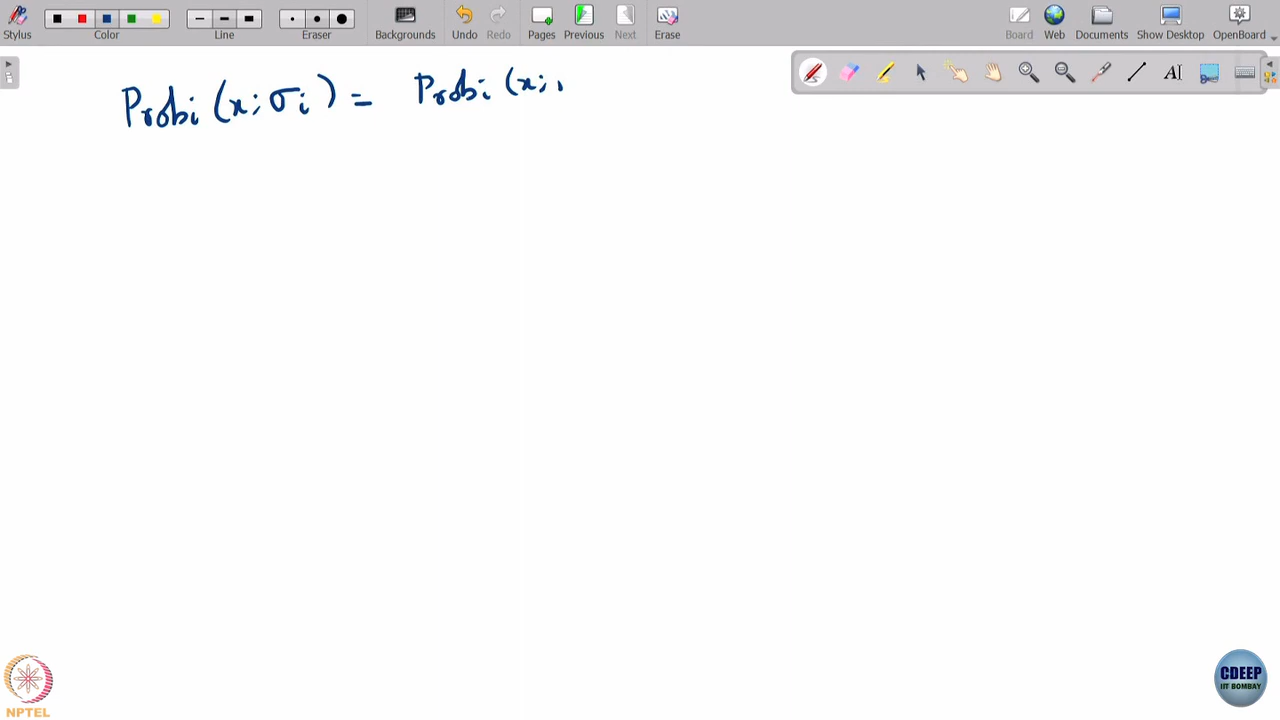 Stylus
Color
Line
Eraser
Backgrounds
Undo
Redo
Pages
Previous
Next
Erase
Board
Web
Documents
Show Desktop
OpenBoard
Probi (x; σi) = Probi (x;
NPTEL
CDEEP
IIT BOMBAY